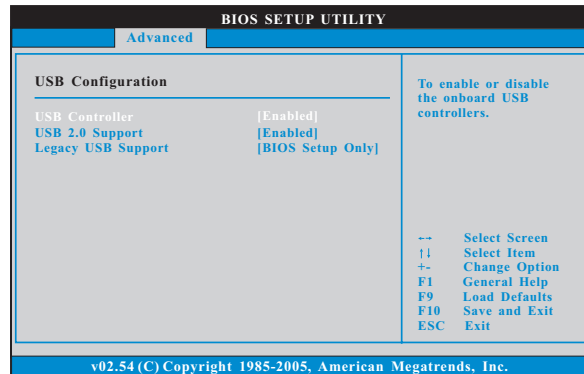 BIOS SETUP UTILITY
Advanced
USB Configuration
USB Controller [Enabled]
USB 2.0 Support [Enabled]
Legacy USB Support [BIOS Setup Only]
To enable or disable
the onboard USB
controllers.
←→ Select Screen
↑↓ Select Item
+- Change Option
F1 General Help
F9 Load Defaults
F10 Save and Exit
ESC Exit
v02.54 (C) Copyright 1985-2005, American Megatrends, Inc.